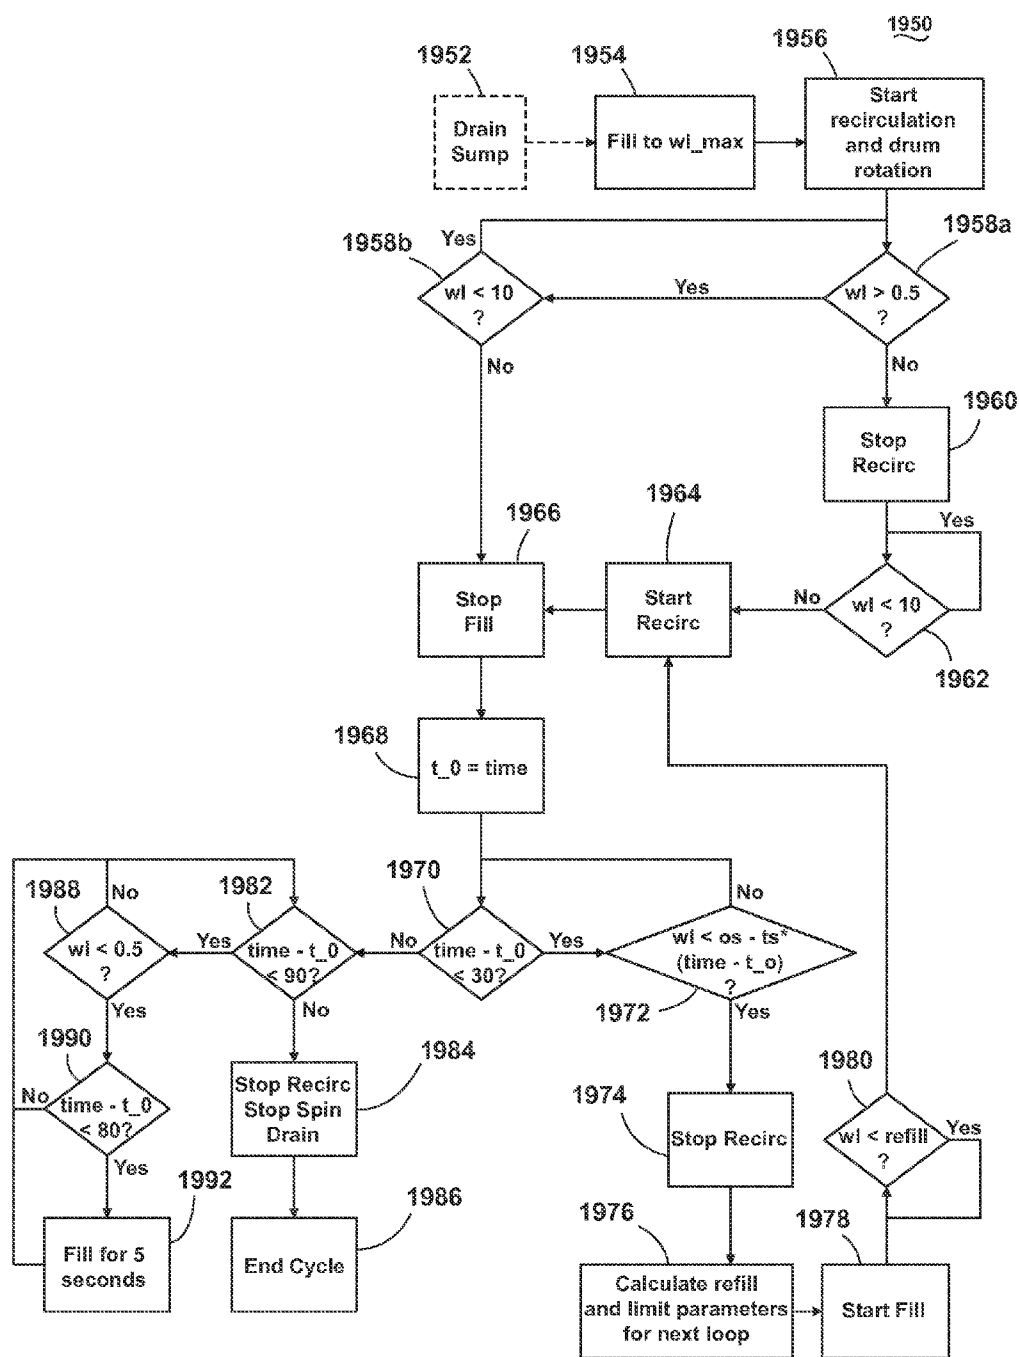 1950
1952
1954
1956
Drain
Sump
Fill to wl_max
Start
recirculation
and drum
rotation
1958b
Yes
1958a
wl < 10
?
Yes
wl > 0.5
?
No
No
1960
Stop
Recirc
1966
1964
Yes
Stop
Fill
Start
Recirc
No
wl < 10
?
1962
1968
t_0 = time
1988
No
1982
1970
No
wl < 0.5
?
Yes
time - t_0
< 90?
No
time - t_0
< 30?
Yes
wl < os - ts*
(time - t_o)
?
1972
Yes
No
Yes
1990
No
time - t_0
< 80?
Yes
Stop Recirc
Stop Spin
Drain
1984
1974
Stop Recirc
1980
wl < refill
?
Yes
1992
Fill for 5
seconds
End Cycle
1986
1976
Calculate refill
and limit parameters
for next loop
1978
Start Fill